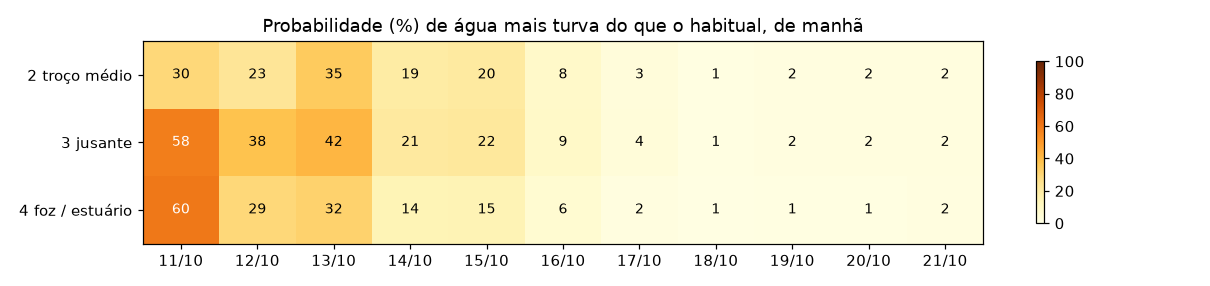 Probabilidade (%) de água mais turva do que o habitual, de manhã
2 troço médio 30 23 35 19 20 8 3 1 2 2 2
3 jusante 58 38 42 21 22 9 4 1 2 2 2
4 foz / estuário 60 29 32 14 15 6 2 1 1 1 2
11/10 12/10 13/10 14/10 15/10 16/10 17/10 18/10 19/10 20/10 21/10
100
80
60
40
20
0